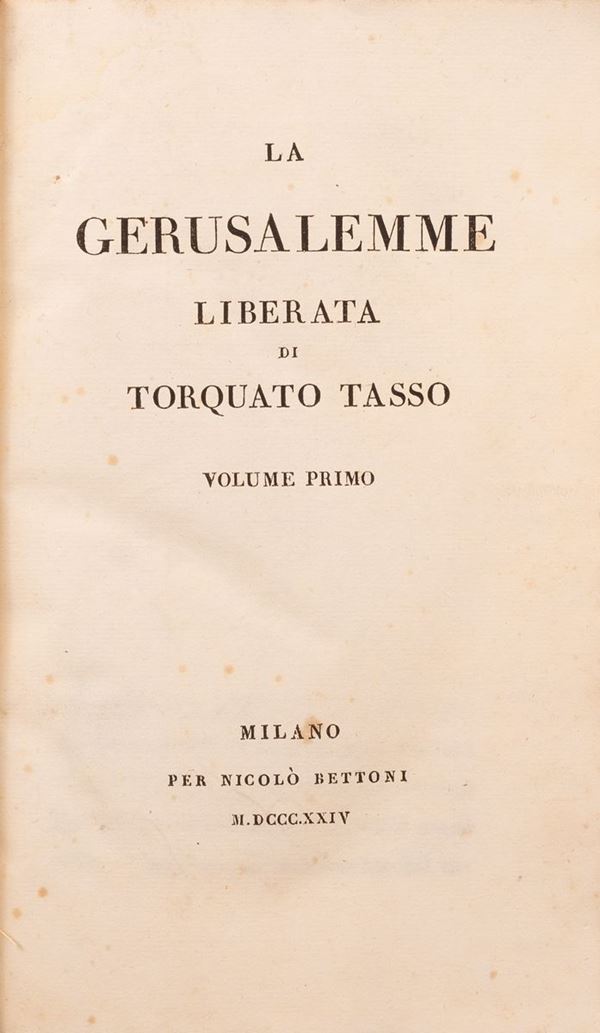 LA
GERUSALEMME
LIBERATA
DI
TORQUATO TASSO
VOLUME PRIMO
MILANO
PER NICOLÒ BETTONI
M.DCCC.XXIV